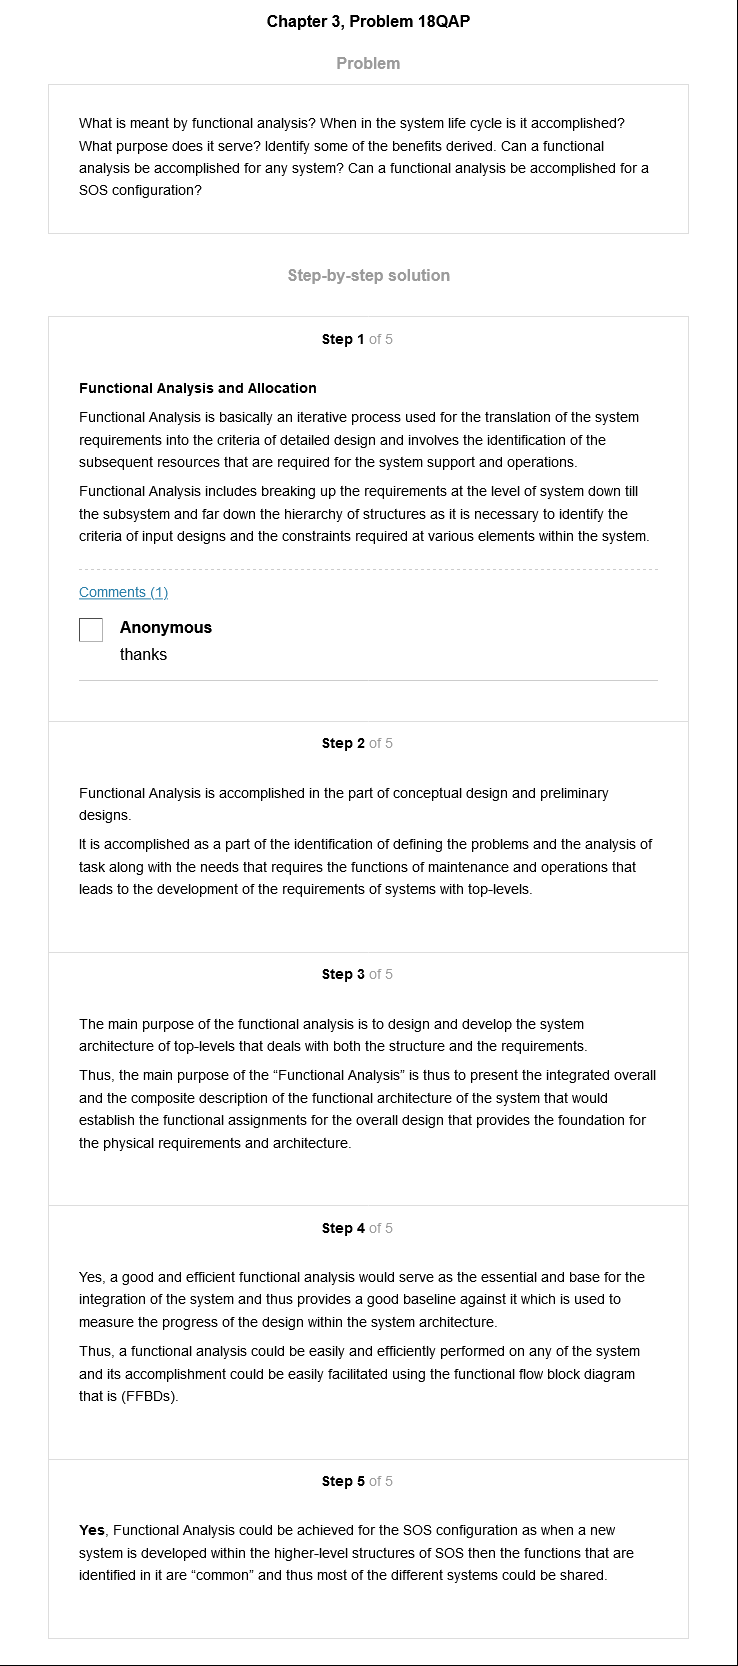 Chapter 3, Problem 18QAP
Problem
What is meant by functional analysis? When in the system life cycle is it accomplished?
What purpose does it serve? Identify some of the benefits derived. Can a functional
analysis be accomplished for any system? Can a functional analysis be accomplished for a
SOS configuration?
Step-by-step solution
Step 1 of 5
Functional Analysis and Allocation
Functional Analysis is basically an iterative process used for the translation of the system
requirements into the criteria of detailed design and involves the identification of the
subsequent resources that are required for the system support and operations.
Functional Analysis includes breaking up the requirements at the level of system down till
the subsystem and far down the hierarchy of structures as it is necessary to identify the
criteria of input designs and the constraints required at various elements within the system.
Comments (1)
Anonymous
thanks
Step 2 of 5
Functional Analysis is accomplished in the part of conceptual design and preliminary
designs.
It is accomplished as a part of the identification of defining the problems and the analysis of
task along with the needs that requires the functions of maintenance and operations that
leads to the development of the requirements of systems with top-levels.
Step 3 of 5
The main purpose of the functional analysis is to design and develop the system
architecture of top-levels that deals with both the structure and the requirements.
Thus, the main purpose of the “Functional Analysis” is thus to present the integrated overall
and the composite description of the functional architecture of the system that would
establish the functional assignments for the overall design that provides the foundation for
the physical requirements and architecture.
Step 4 of 5
Yes, a good and efficient functional analysis would serve as the essential and base for the
integration of the system and thus provides a good baseline against it which is used to
measure the progress of the design within the system architecture.
Thus, a functional analysis could be easily and efficiently performed on any of the system
and its accomplishment could be easily facilitated using the functional flow block diagram
that is (FFBDs).
Step 5 of 5
Yes, Functional Analysis could be achieved for the SOS configuration as when a new
system is developed within the higher-level structures of SOS then the functions that are
identified in it are “common” and thus most of the different systems could be shared.